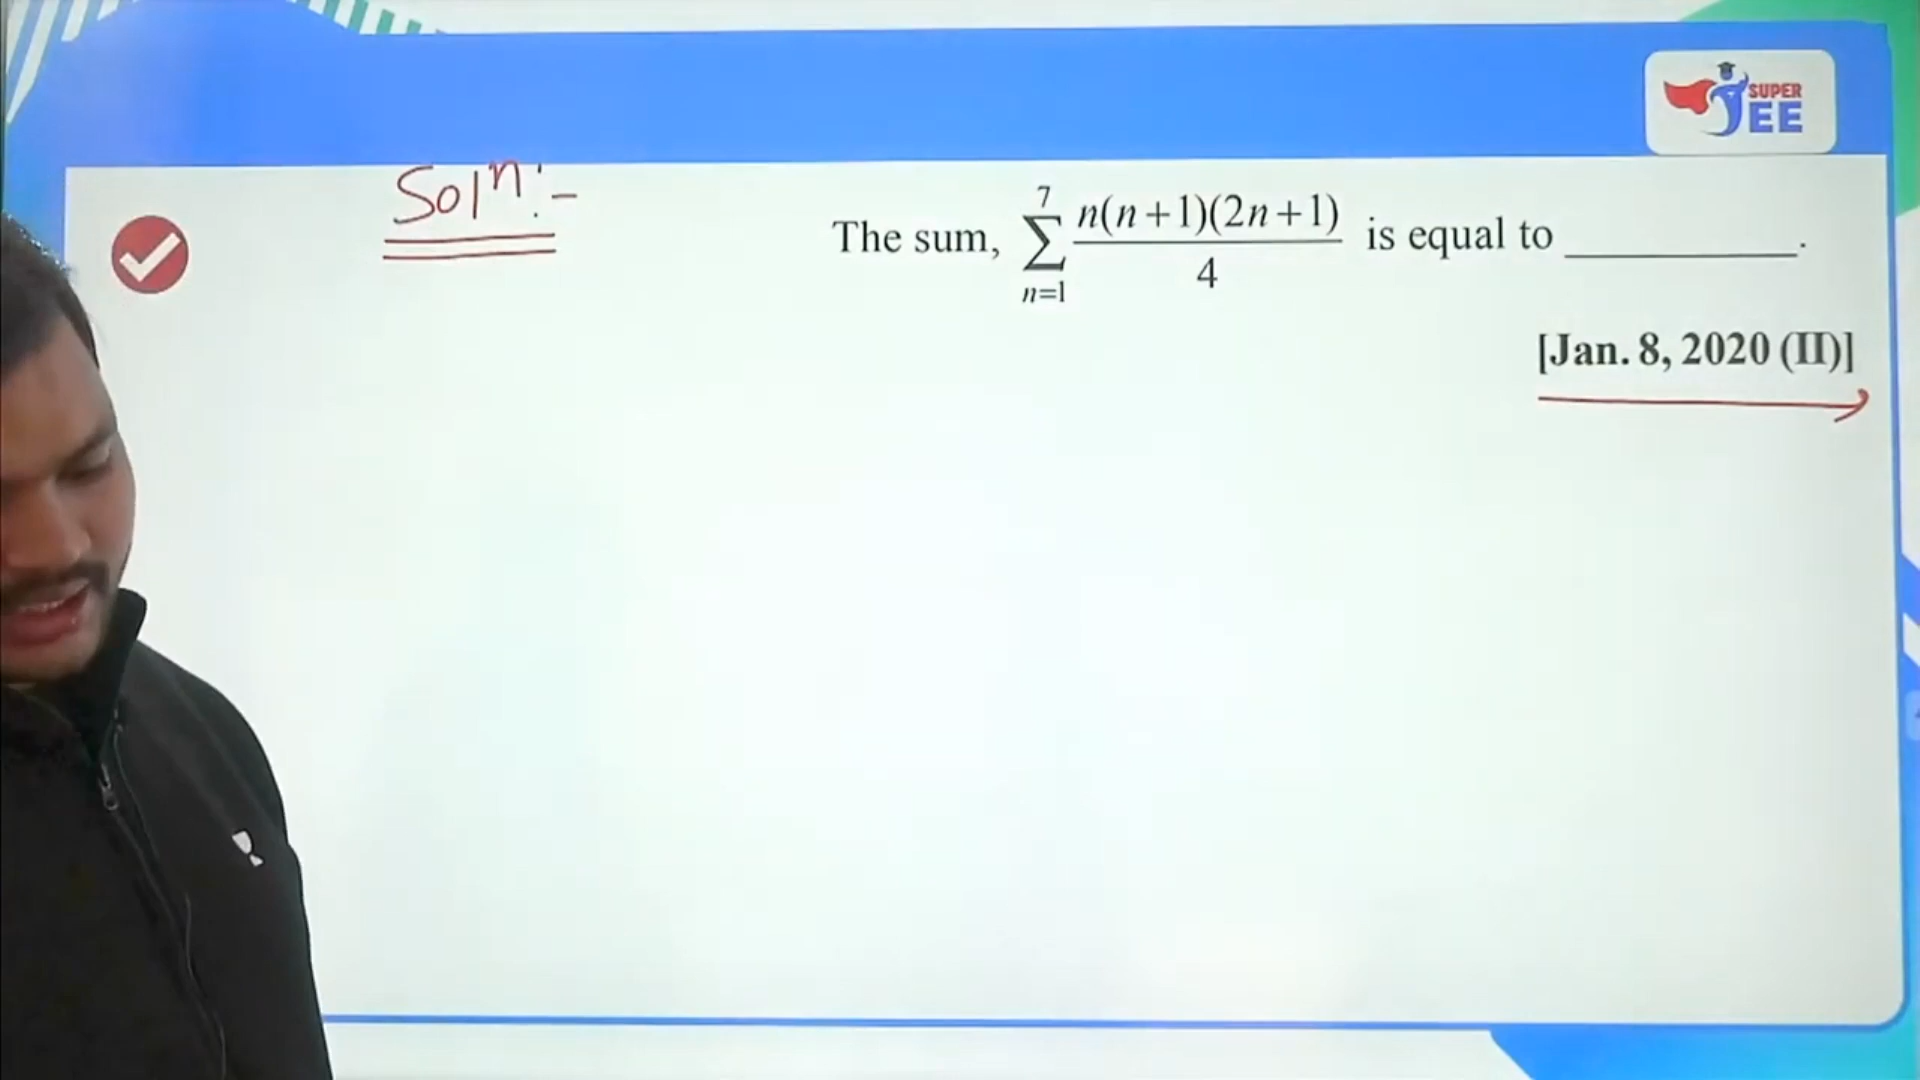 SUPER
JEE
Solⁿ:-
The sum, \sum_{n=1}^{7} \frac{n(n+1)(2n+1)}{4} is equal to __________.
[Jan. 8, 2020 (II)]